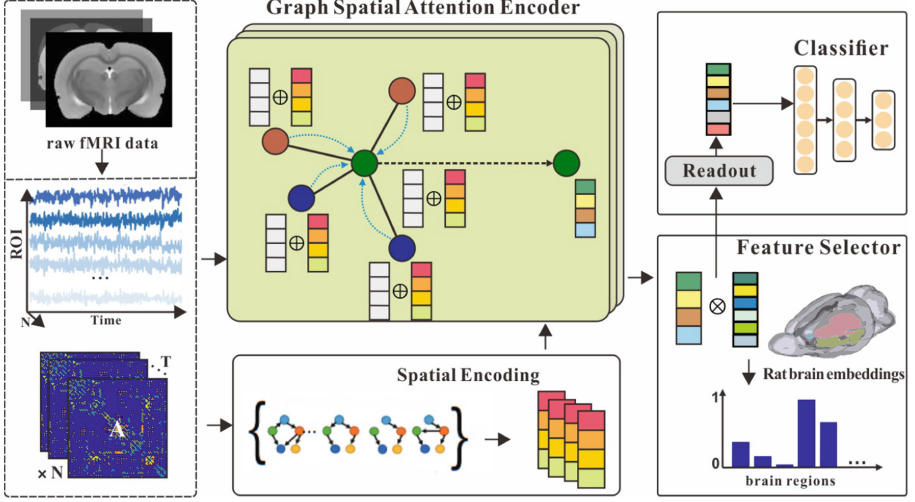 Graph Spatial Attention Encoder
raw fMRI data
ROI
...
N
Time
...T
A
× N
Spatial Encoding
{ ... }
Classifier
Readout
Feature Selector
Rat brain embeddings
1
0
...
brain regions